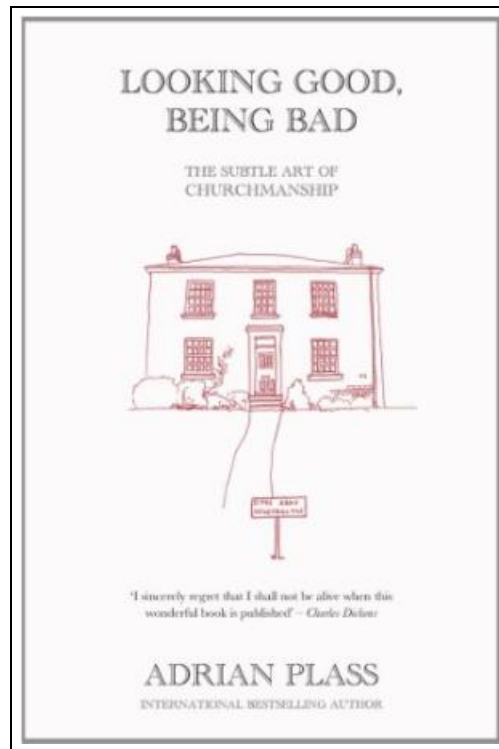 LOOKING GOOD,
BEING BAD
THE SUBTLE ART OF
CHURCHMANSHIP
'I sincerely regret that I shall not be alive when this
wonderful book is published' – Charles Dickens
ADRIAN PLASS
INTERNATIONAL BESTSELLING AUTHOR